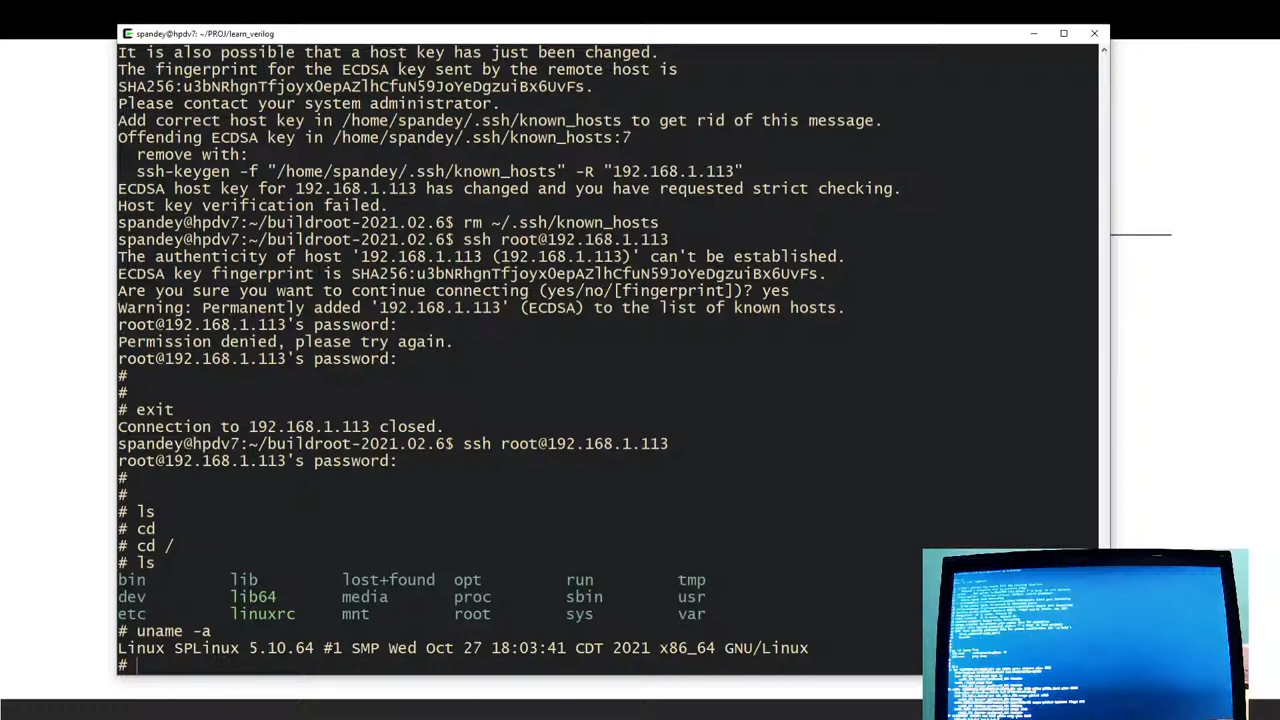 spandey@hpdv7: ~/PROJ/learn_verilog
It is also possible that a host key has just been changed.
The fingerprint for the ECDSA key sent by the remote host is
SHA256:u3bNRhgnTfjoyxOepAZlhCfuN59JoYeDgzuiBx6UvFs.
Please contact your system administrator.
Add correct host key in /home/spandey/.ssh/known_hosts to get rid of this message.
Offending ECDSA key in /home/spandey/.ssh/known_hosts:7
  remove with:
  ssh-keygen -f "/home/spandey/.ssh/known_hosts" -R "192.168.1.113"
ECDSA host key for 192.168.1.113 has changed and you have requested strict checking.
Host key verification failed.
spandey@hpdv7:~/buildroot-2021.02.6$ rm ~/.ssh/known_hosts
spandey@hpdv7:~/buildroot-2021.02.6$ ssh root@192.168.1.113
The authenticity of host '192.168.1.113 (192.168.1.113)' can't be established.
ECDSA key fingerprint is SHA256:u3bNRhgnTfjoyxOepAZlhCfuN59JoYeDgzuiBx6UvFs.
Are you sure you want to continue connecting (yes/no/[fingerprint])? yes
Warning: Permanently added '192.168.1.113' (ECDSA) to the list of known hosts.
root@192.168.1.113's password:
Permission denied, please try again.
root@192.168.1.113's password:
#
#
# exit
Connection to 192.168.1.113 closed.
spandey@hpdv7:~/buildroot-2021.02.6$ ssh root@192.168.1.113
root@192.168.1.113's password:
#
#
# ls
# cd
# cd /
# ls
bin lib lost+found opt run tmp
dev lib64 media proc sbin usr
etc linuxrc mnt root sys var
# uname -a
Linux SPLinux 5.10.64 #1 SMP Wed Oct 27 18:03:41 CDT 2021 x86_64 GNU/Linux
#